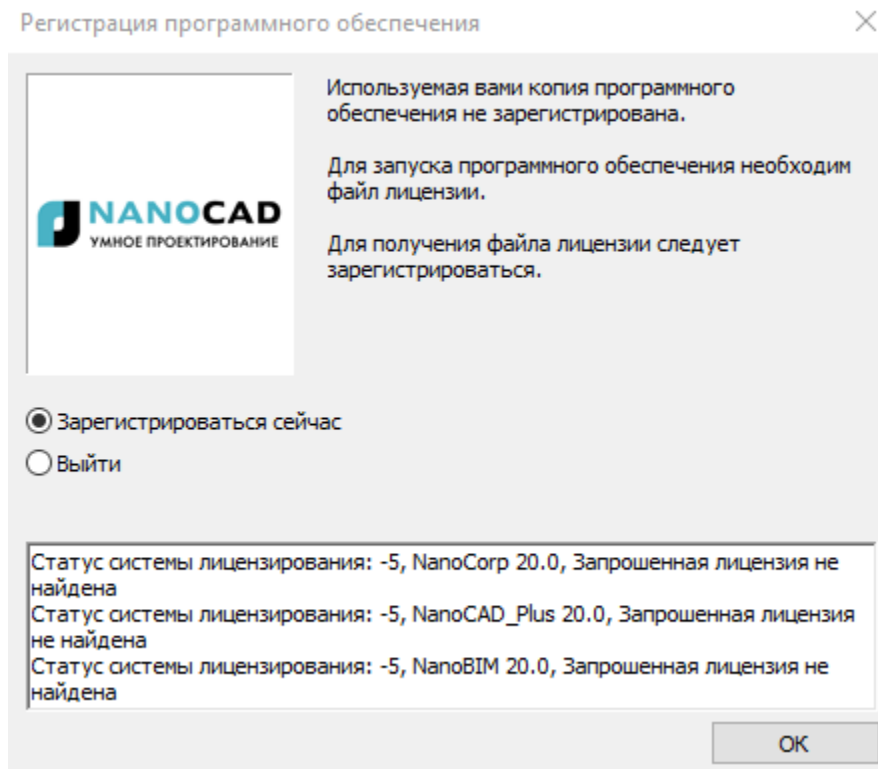 Регистрация программного обеспечения
Используемая вами копия программного
обеспечения не зарегистрирована.
Для запуска программного обеспечения необходим
файл лицензии.
Для получения файла лицензии следует
зарегистрироваться.
NANOCAD
УМНОЕ ПРОЕКТИРОВАНИЕ
Зарегистрироваться сейчас
Выйти
Статус системы лицензирования: -5, NanoCorp 20.0, Запрошенная лицензия не
найдена
Статус системы лицензирования: -5, NanoCAD_Plus 20.0, Запрошенная лицензия
не найдена
Статус системы лицензирования: -5, NanoBIM 20.0, Запрошенная лицензия не
найдена
ОК